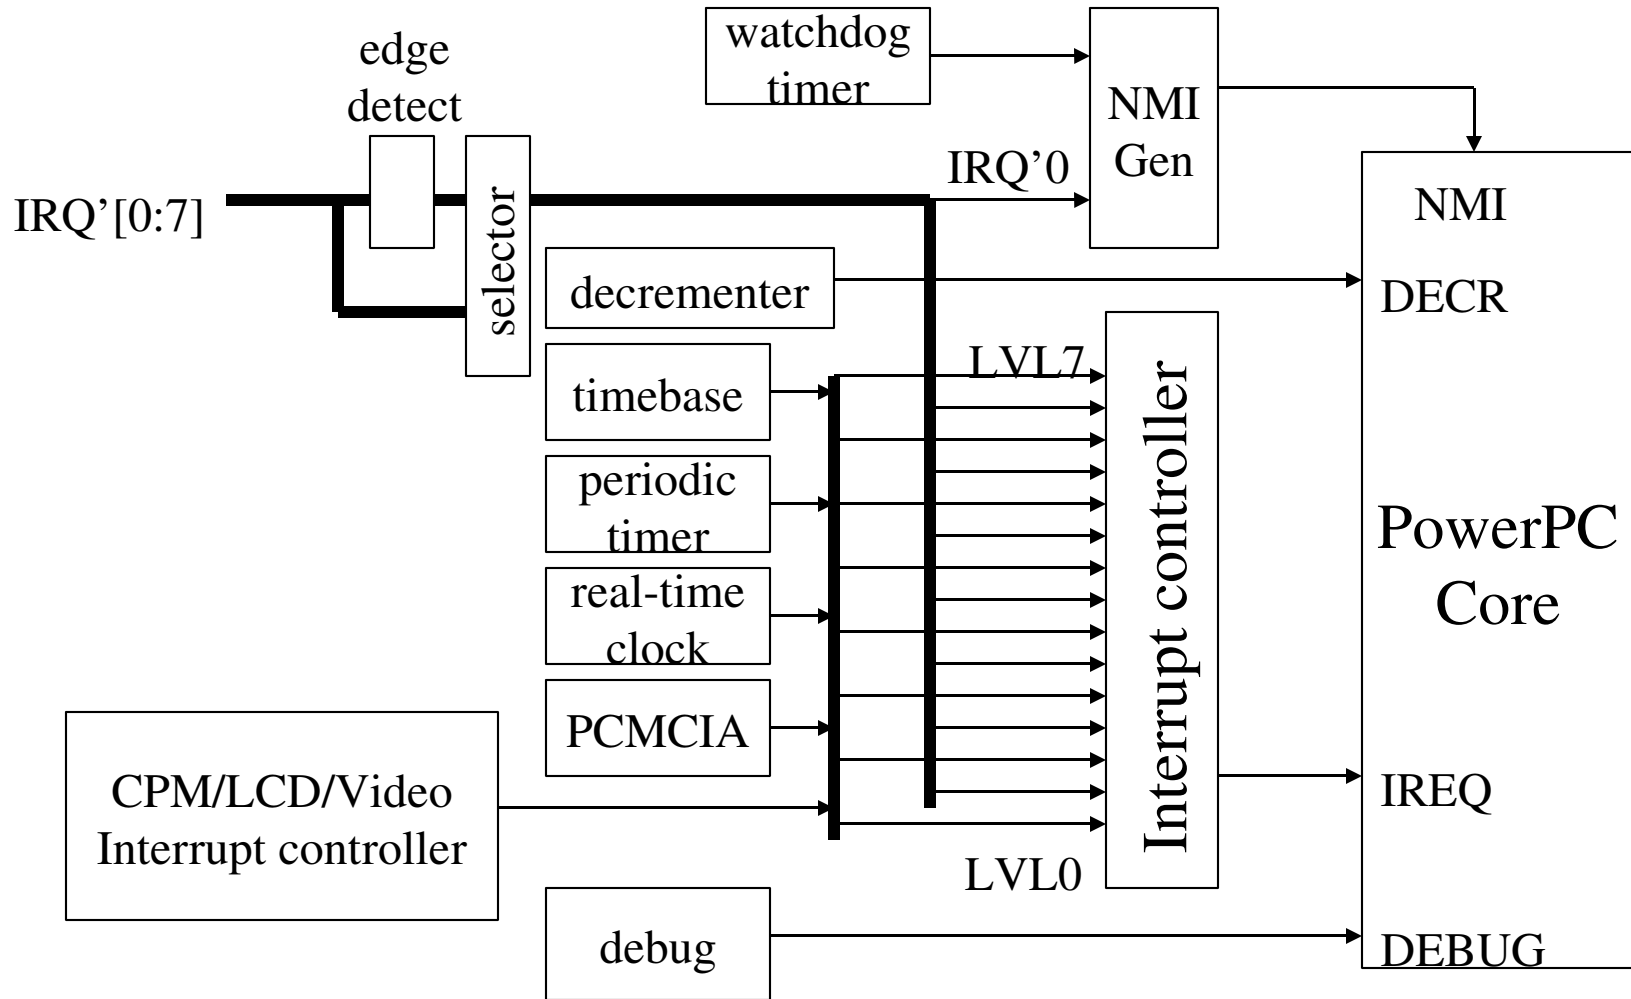 edge
detect
watchdog
timer
NMI
Gen
IRQ’0
IRQ’[0:7]
selector
NMI
decrementer
DECR
timebase
LVL7
periodic
timer
Interrupt controller
PowerPC
Core
real-time
clock
PCMCIA
CPM/LCD/Video
Interrupt controller
IREQ
LVL0
debug
DEBUG